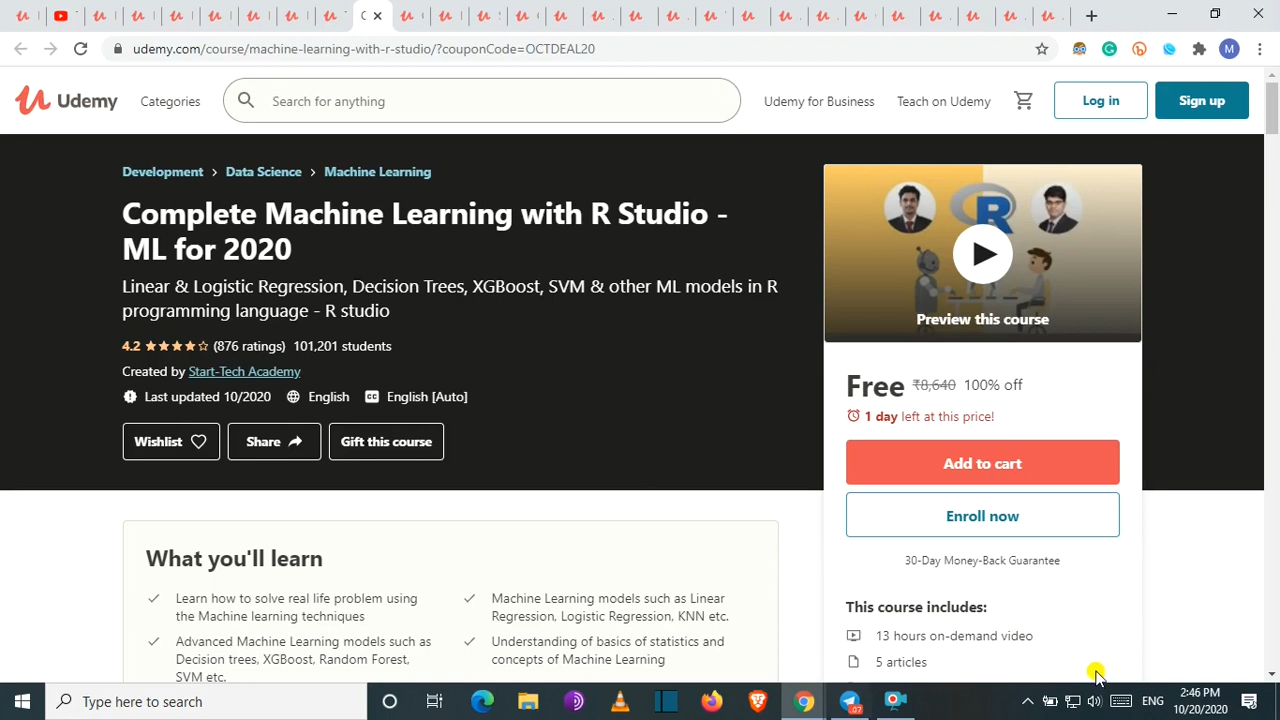 udemy.com/course/machine-learning-with-r-studio/?couponCode=OCTDEAL20
M
Udemy
Categories
Search for anything
Udemy for Business
Teach on Udemy
Log in
Sign up
Development > Data Science > Machine Learning
Complete Machine Learning with R Studio -
ML for 2020
Linear & Logistic Regression, Decision Trees, XGBoost, SVM & other ML models in R
programming language - R studio
4.2 (876 ratings) 101,201 students
Created by Start-Tech Academy
Last updated 10/2020 English English [Auto]
Wishlist
Share
Gift this course
R
Preview this course
Free ₹8,640 100% off
1 day left at this price!
Add to cart
Enroll now
30-Day Money-Back Guarantee
This course includes:
13 hours on-demand video
5 articles
What you'll learn
Learn how to solve real life problem using
the Machine learning techniques
Machine Learning models such as Linear
Regression, Logistic Regression, KNN etc.
Advanced Machine Learning models such as
Decision trees, XGBoost, Random Forest,
SVM etc.
Understanding of basics of statistics and
concepts of Machine Learning
Type here to search
ENG
2:46 PM
10/20/2020